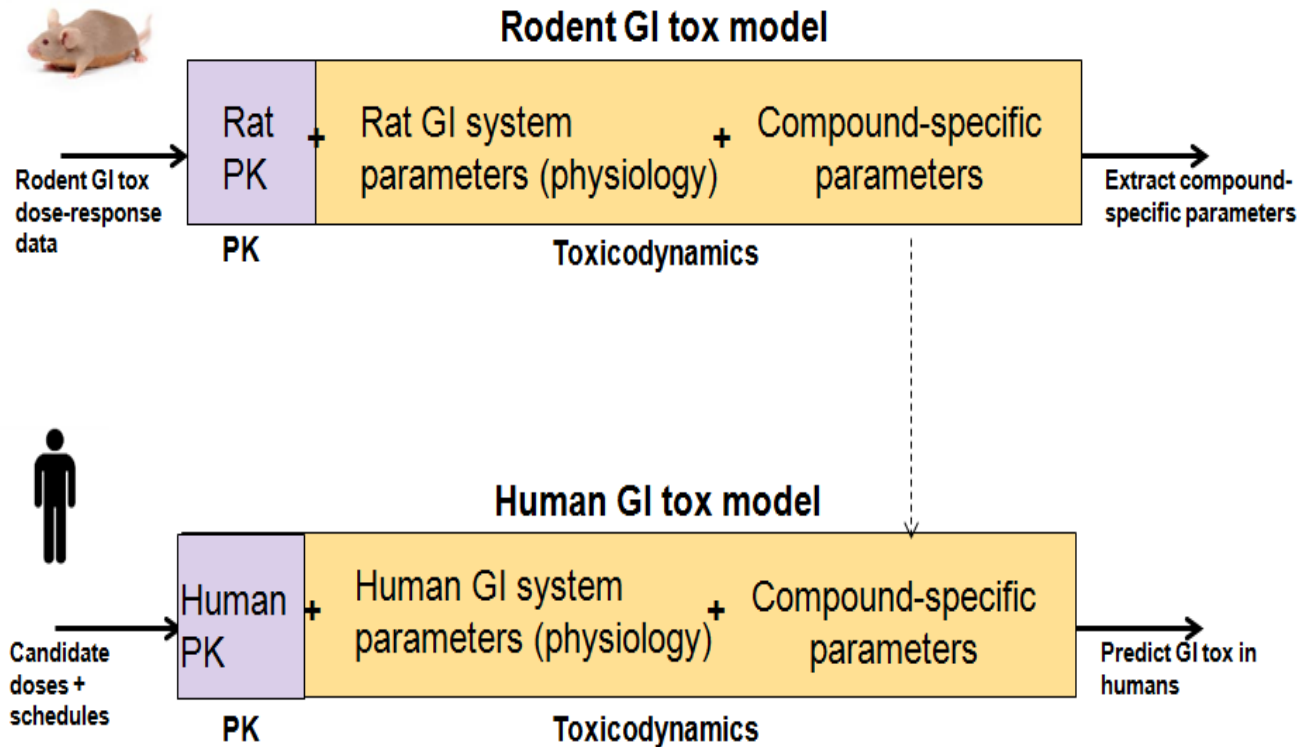 Rodent GI tox model
Rat
PK
+
Rat GI system
parameters (physiology)
+
Compound-specific
parameters
Rodent GI tox
dose-response
data
Extract compound-
specific parameters
PK
Toxicodynamics
Human GI tox model
Human
PK
+
Human GI system
parameters (physiology)
+
Compound-specific
parameters
Candidate
doses +
schedules
Predict GI tox in
humans
PK
Toxicodynamics